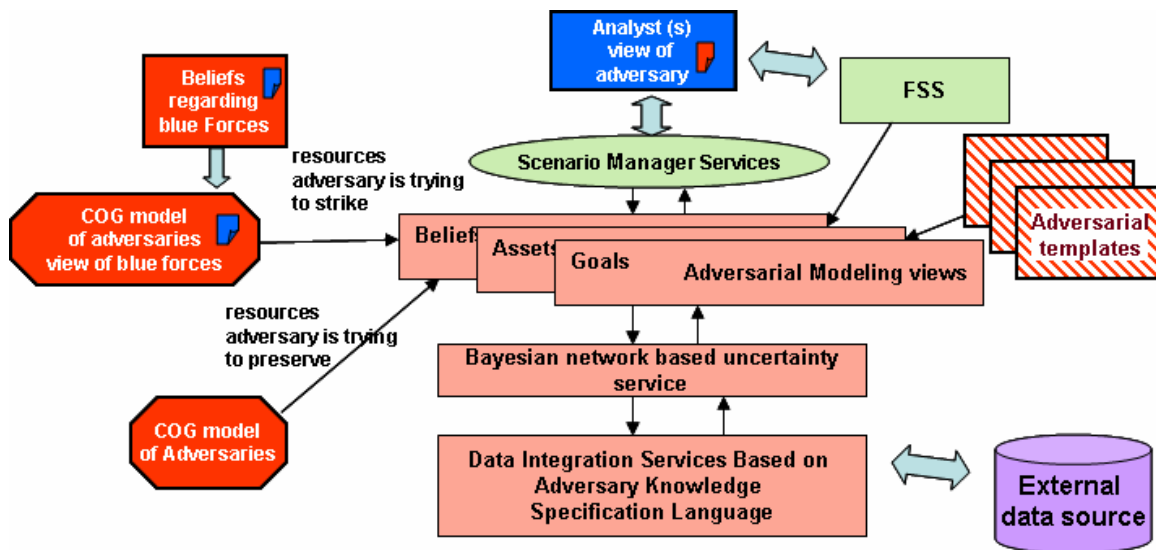 Analyst (s)
view of
adversary
Beliefs
regarding
blue Forces
FSS
resources
adversary is trying
to strike
Scenario Manager Services
COG model
of adversaries
view of blue forces
Beliefs
Assets
Goals
Adversarial Modeling views
Adversarial
templates
resources
adversary is trying
to preserve
Bayesian network based uncertainty
service
COG model
of Adversaries
Data Integration Services Based on
Adversary Knowledge
Specification Language
External
data source